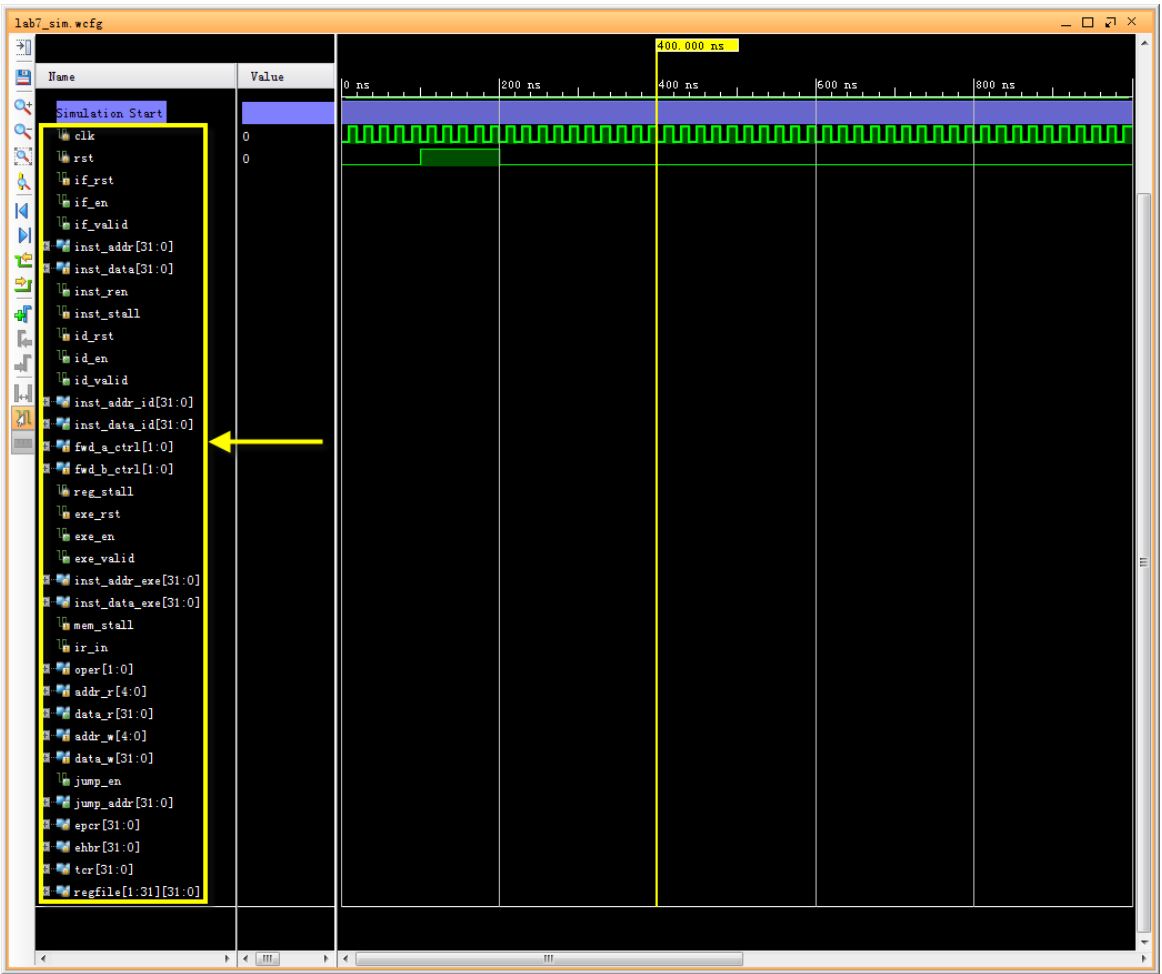 lab7_sim.wcfg
400.000 ns
Name Value
0 ns 200 ns 400 ns 600 ns 800 ns
Simulation Start
clk 0
rst 0
if_rst
if_en
if_valid
inst_addr[31:0]
inst_data[31:0]
inst_ren
inst_stall
id_rst
id_en
id_valid
inst_addr_id[31:0]
inst_data_id[31:0]
fwd_a_ctrl[1:0]
fwd_b_ctrl[1:0]
reg_stall
exe_rst
exe_en
exe_valid
inst_addr_exe[31:0]
inst_data_exe[31:0]
mem_stall
ir_in
oper[1:0]
addr_r[4:0]
data_r[31:0]
addr_w[4:0]
data_w[31:0]
jump_en
jump_addr[31:0]
epcr[31:0]
ehbr[31:0]
tcr[31:0]
regfile[1:31][31:0]